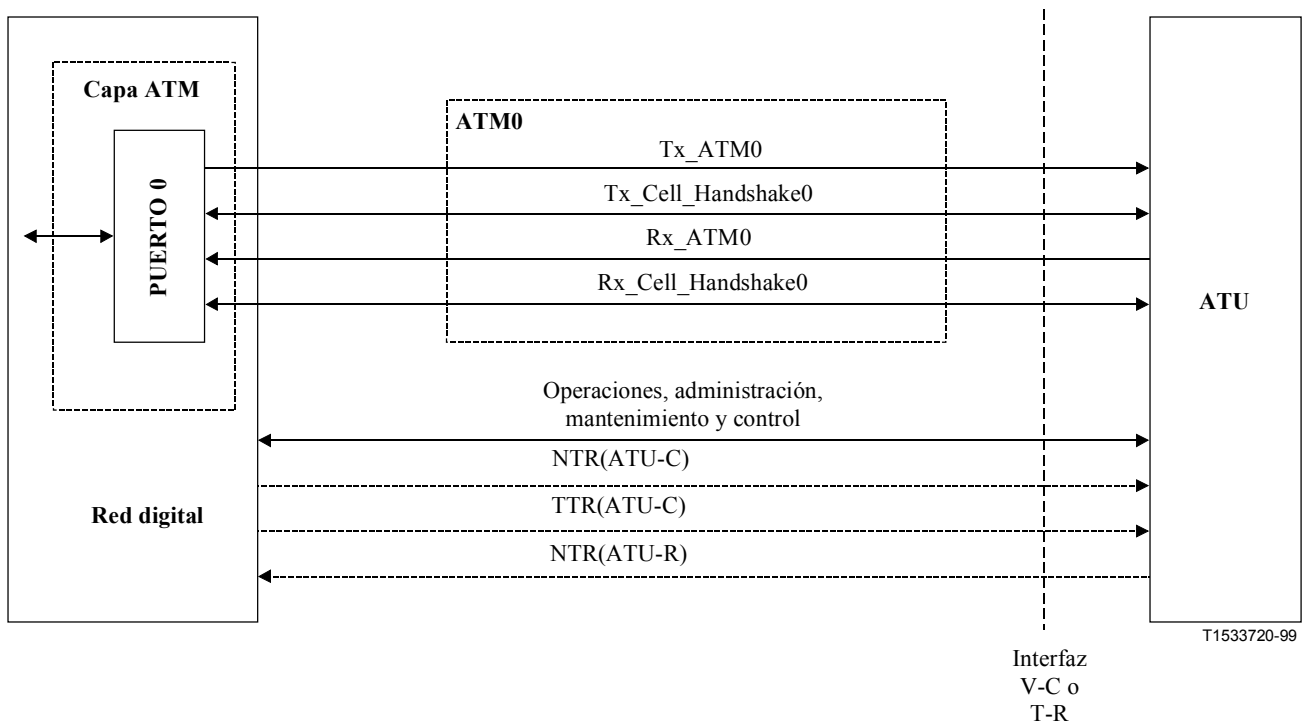 Capa ATM
PUERTO 0
ATM0
Tx_ATM0
Tx_Cell_Handshake0
Rx_ATM0
Rx_Cell_Handshake0
ATU
Operaciones, administración,
mantenimiento y control
NTR(ATU-C)
TTR(ATU-C)
NTR(ATU-R)
Red digital
T1533720-99
Interfaz
V-C o
T-R